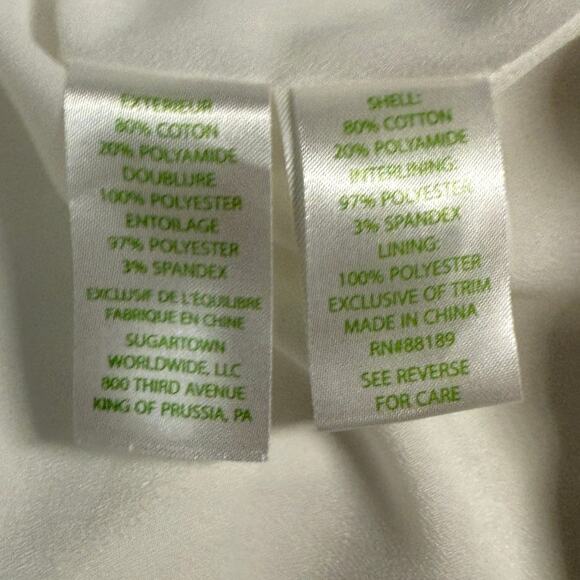 EXTERIEUR
80% COTON
20% POLYAMIDE
DOUBLURE
100% POLYESTER
ENTOILAGE
97% POLYESTER
3% SPANDEX
EXCLUSIF DE L'EQUILIBRE
FABRIQUE EN CHINE
SUGARTOWN
WORLDWIDE, LLC
800 THIRD AVENUE
KING OF PRUSSIA, PA
SHELL:
80% COTTON
20% POLYAMIDE
INTERLINING:
97% POLYESTER
3% SPANDEX
LINING:
100% POLYESTER
EXCLUSIVE OF TRIM
MADE IN CHINA
RN#88189
SEE REVERSE
FOR CARE